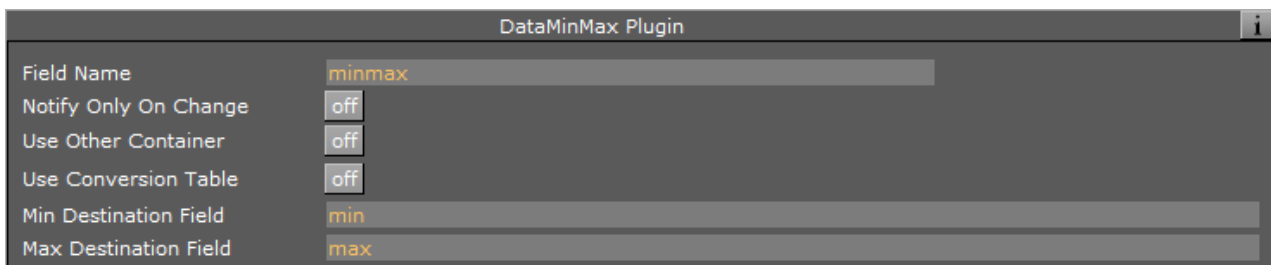 DataMinMax Plugin i
Field Name minmax
Notify Only On Change off
Use Other Container off
Use Conversion Table off
Min Destination Field min
Max Destination Field max